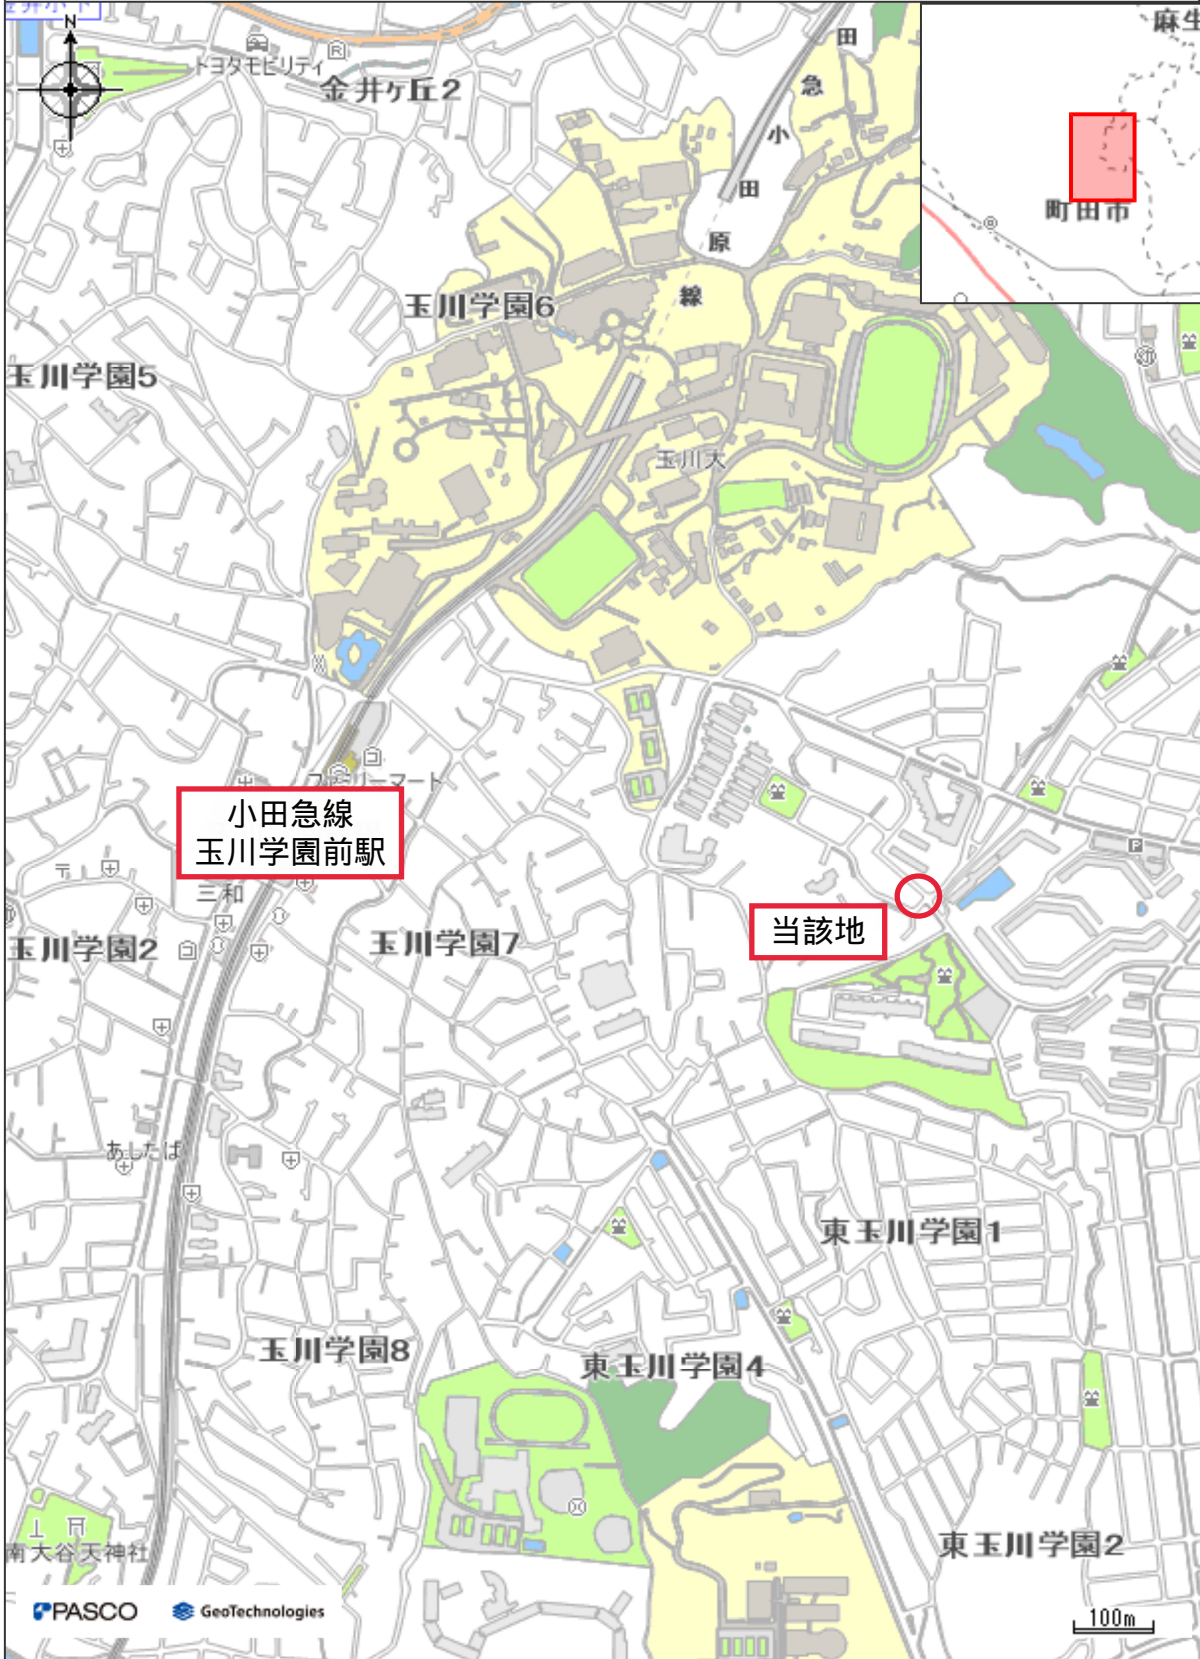 N
トヨタモビリティ
R
金井ヶ丘2
田
急
小
田
原
線
麻生
町田市
玉川学園6
玉川学園5
玉川大
ファミリーマート
小田急線
玉川学園前駅
三和
玉川学園2
玉川学園7
P
当該地
あしたば
東玉川学園1
玉川学園8
東玉川学園4
南大谷天神社
東玉川学園2
PASCO
GeoTechnologies
100m